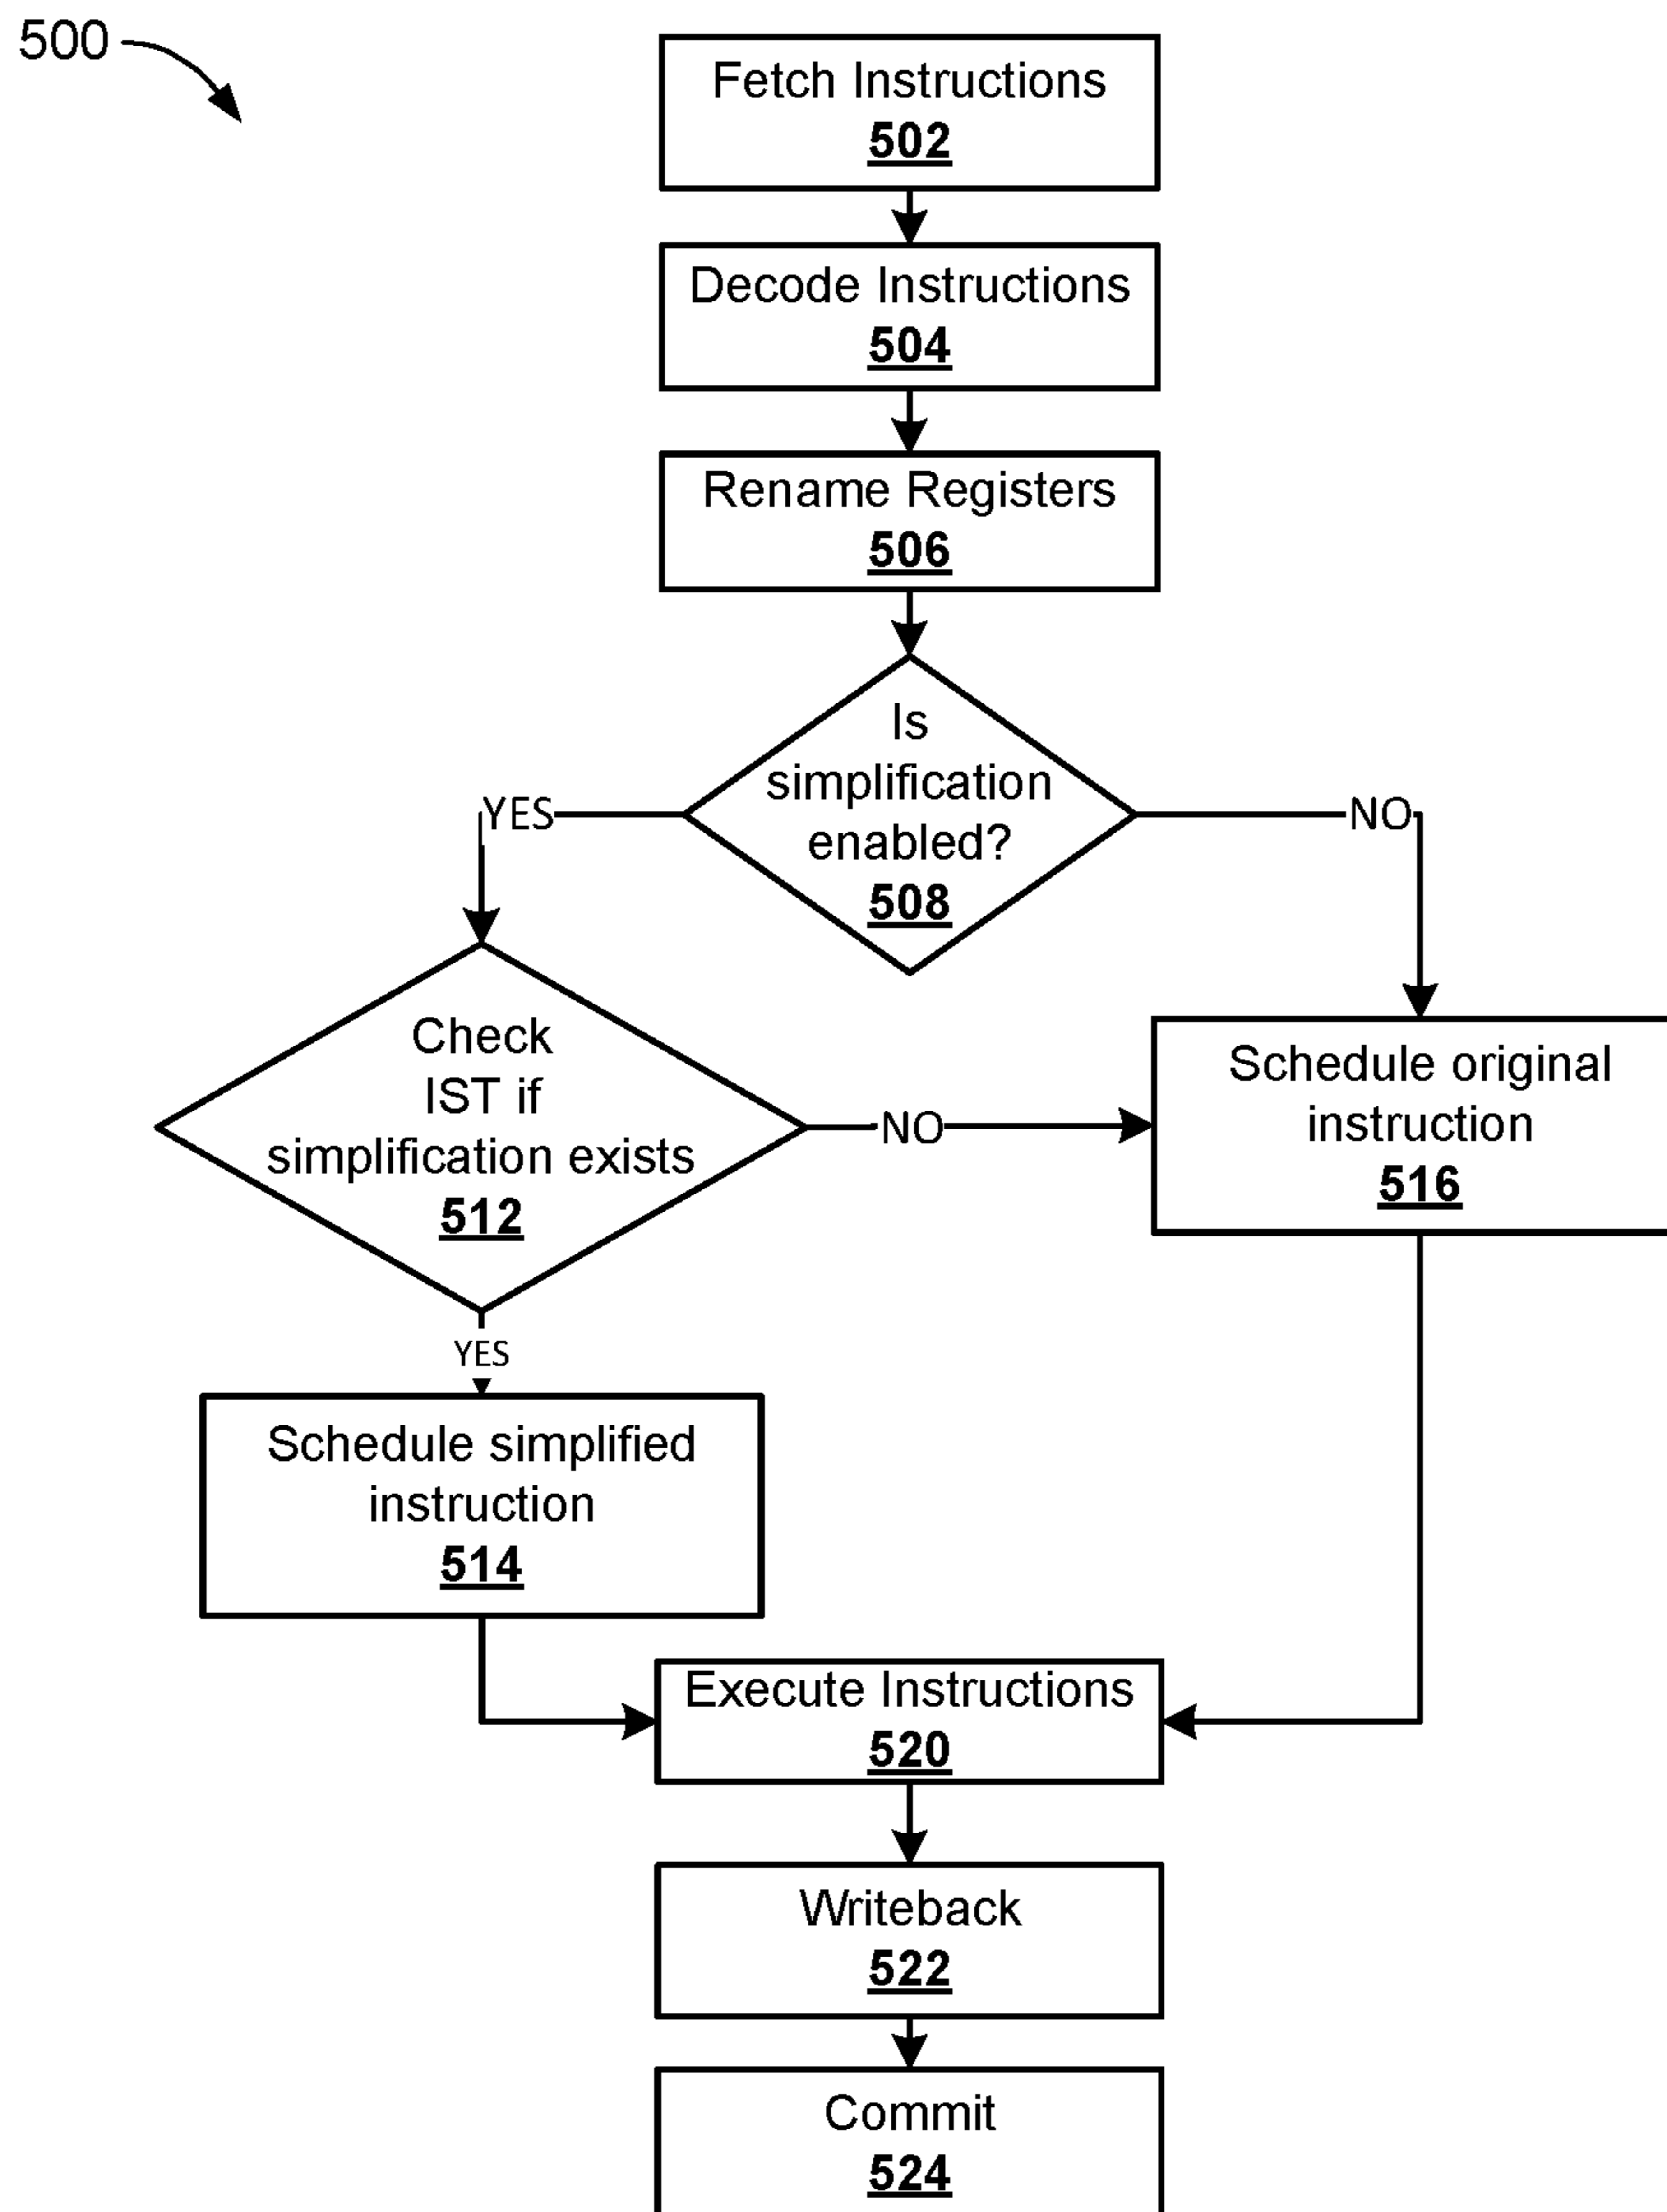 500
Fetch Instructions
502
Decode Instructions
504
Rename Registers
506
Is
simplification
enabled?
508
YES
NO
Check
IST if
simplification exists
512
NO
Schedule original
instruction
516
YES
Schedule simplified
instruction
514
Execute Instructions
520
Writeback
522
Commit
524